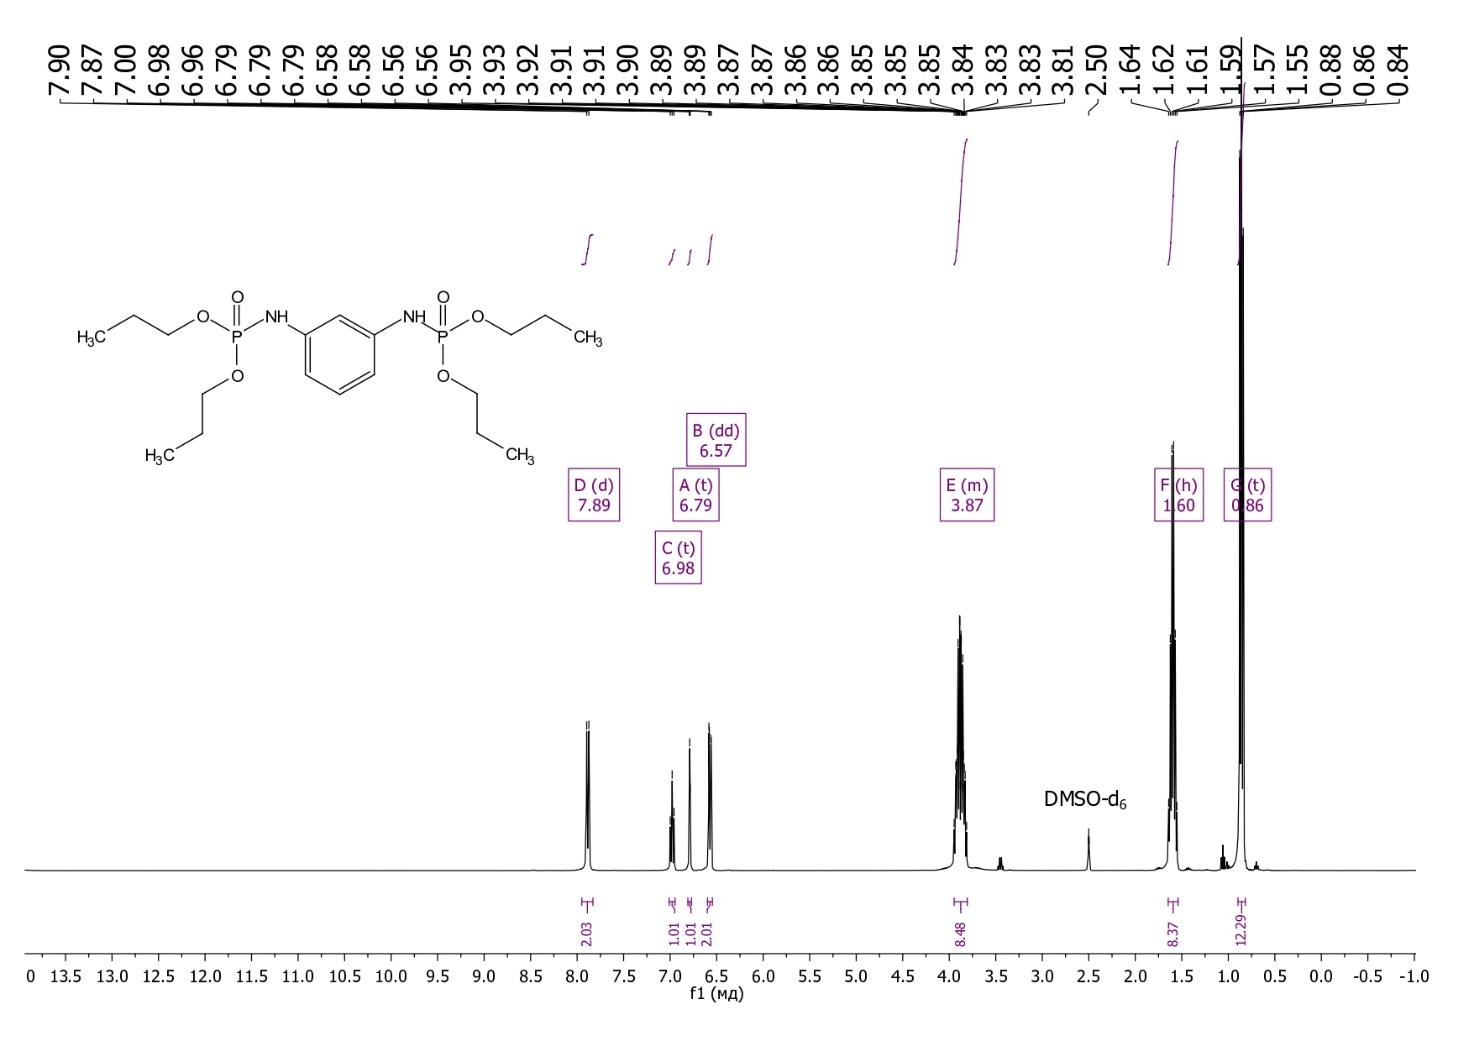 7.90
7.87
7.00
6.98
6.96
6.79
6.79
6.79
6.58
6.58
6.56
6.56
3.95
3.93
3.92
3.91
3.91
3.90
3.89
3.89
3.87
3.87
3.86
3.86
3.85
3.85
3.85
3.84
3.83
3.83
3.81
2.50
1.64
1.62
1.61
1.59
1.57
1.55
0.88
0.86
0.84
O
O
O
NH
NH
O
H₃C
P
P
CH₃
O
O
H₃C
CH₃
B (dd)
6.57
D (d)
7.89
A (t)
6.79
E (m)
3.87
F (h)
1.60
G (t)
0.86
C (t)
6.98
DMSO-d₆
2.03
1.01
1.01
2.01
8.48
8.37
12.29
0 13.5 13.0 12.5 12.0 11.5 11.0 10.5 10.0 9.5 9.0 8.5 8.0 7.5 7.0 6.5 6.0 5.5 5.0 4.5 4.0 3.5 3.0 2.5 2.0 1.5 1.0 0.5 0.0 -0.5 -1.0
f1 (мд)